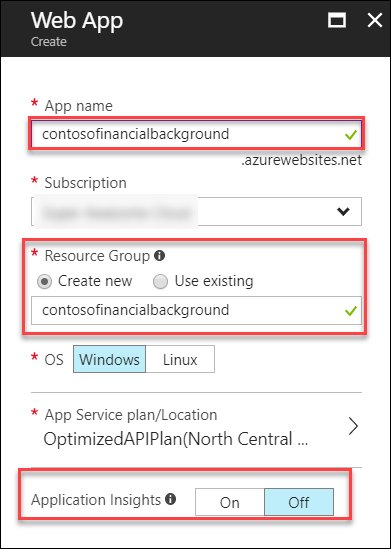 Web App
Create
* App name
contosofinancialbackground
.azurewebsites.net
* Subscription
* Resource Group
Create new Use existing
contosofinancialbackground
* OS Windows Linux
* App Service plan/Location
OptimizedAPIPlan(North Central ...
Application Insights On Off